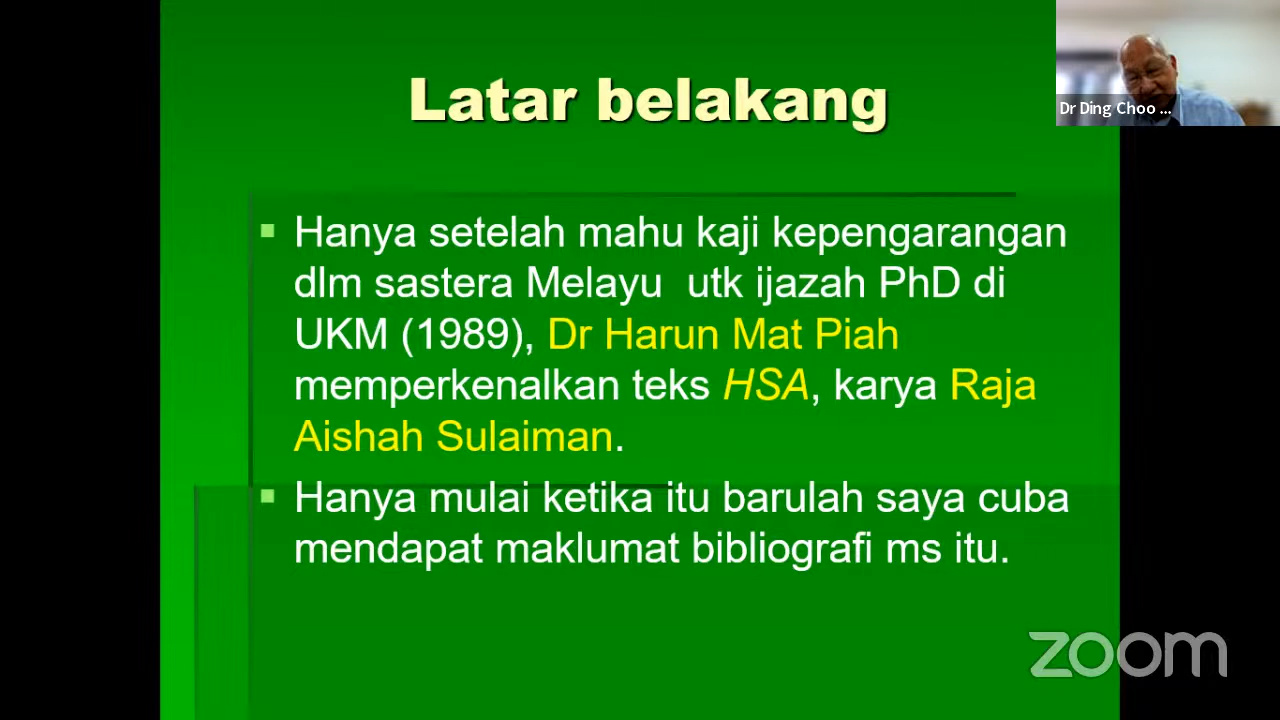 Latar belakang
Dr Ding Choo ...
Hanya setelah mahu kaji kepengarangan
dlm sastera Melayu utk ijazah PhD di
UKM (1989), Dr Harun Mat Piah
memperkenalkan teks HSA, karya Raja
Aishah Sulaiman.
Hanya mulai ketika itu barulah saya cuba
mendapat maklumat bibliografi ms itu.
zoom